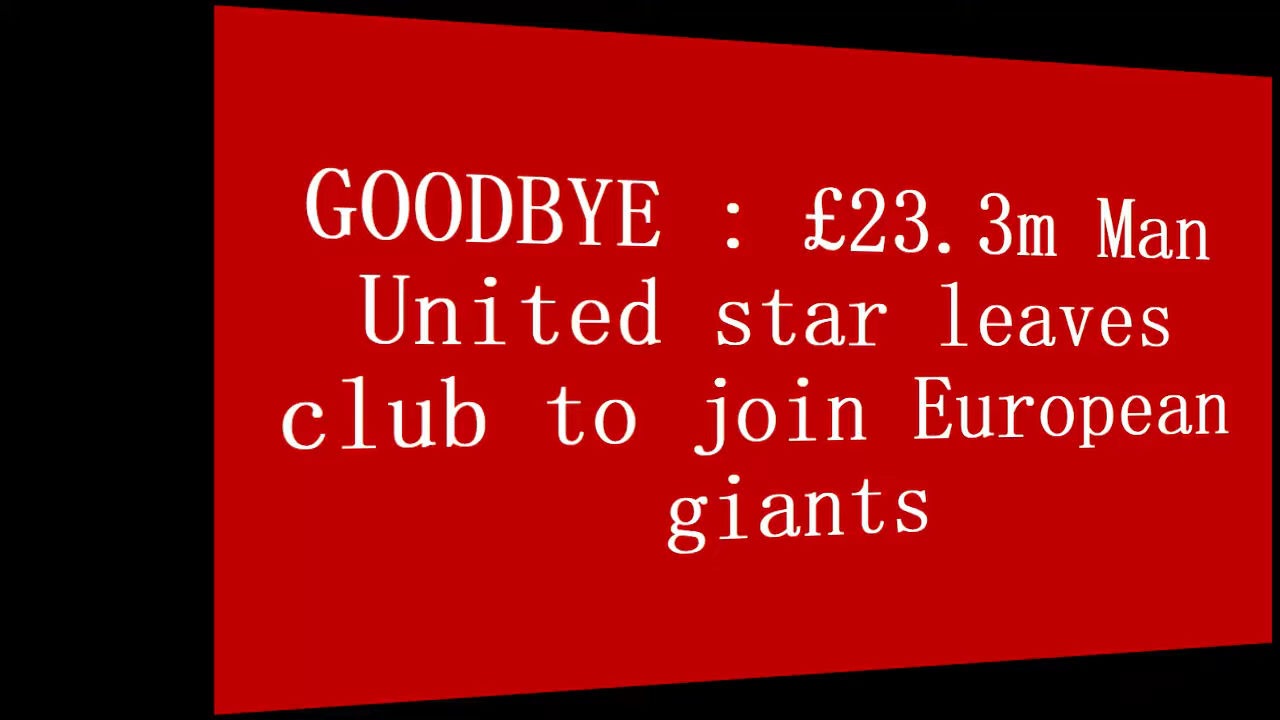 GOODBYE : £23.3m Man
United star leaves
club to join European
giants